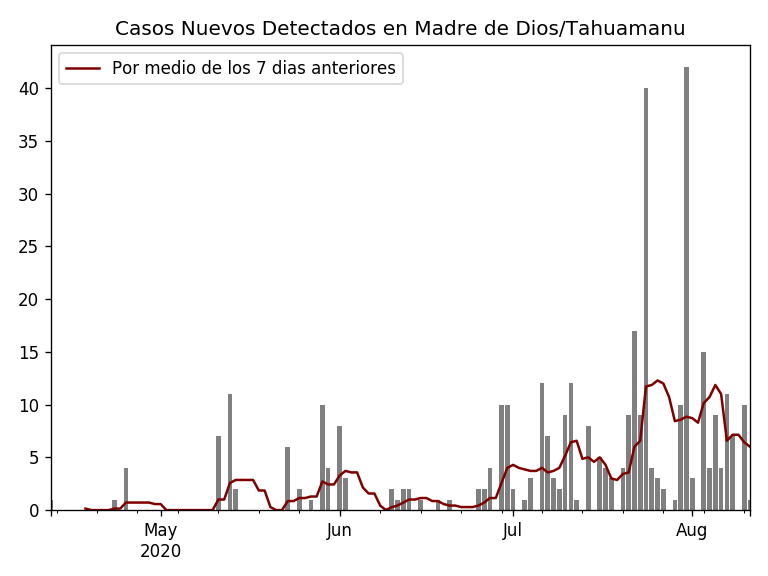 Casos Nuevos Detectados en Madre de Dios/Tahuamanu
Por medio de los 7 dias anteriores
40
35
30
25
20
15
10
5
0
May
2020
Jun
Jul
Aug